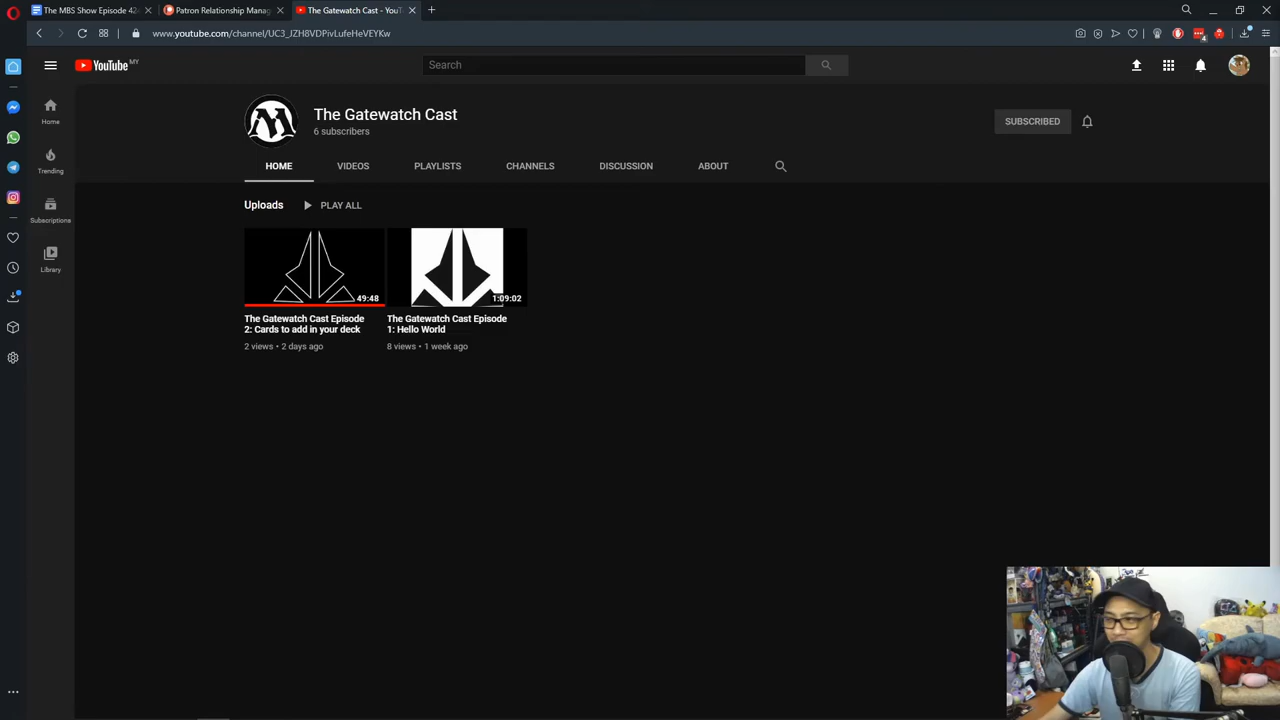 The MBS Show Episode 42
Patron Relationship Manag
The Gatewatch Cast - YouT
www.youtube.com/channel/UC3_JZH8VDPivLufeHeVEYKw
4
YouTube MY
Search
Home
Trending
Subscriptions
Library
The Gatewatch Cast
6 subscribers
SUBSCRIBED
HOME VIDEOS PLAYLISTS CHANNELS DISCUSSION ABOUT
Uploads PLAY ALL
49:48 1:09:02
The Gatewatch Cast Episode
2: Cards to add in your deck
2 views • 2 days ago
The Gatewatch Cast Episode
1: Hello World
8 views • 1 week ago